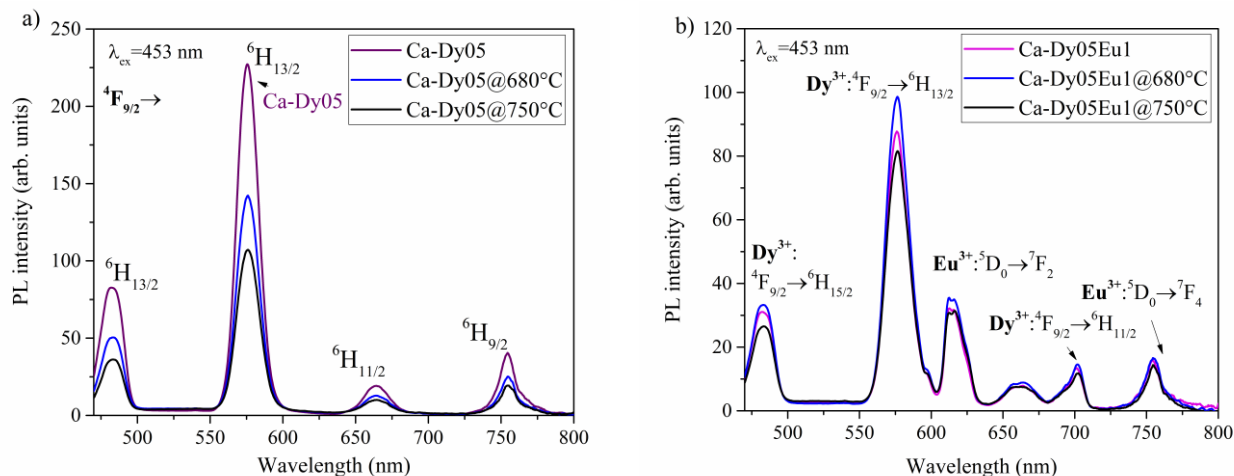 a)
λex=453 nm
⁴F₉/₂→
⁶H₁₃/₂
Ca-Dy05
Ca-Dy05
Ca-Dy05@680°C
Ca-Dy05@750°C
⁶H₁₃/₂
⁶H₁₁/₂
⁶H₉/₂
PL intensity (arb. units)
250
200
150
100
50
0
500 550 600 650 700 750 800
Wavelength (nm)
b)
λex=453 nm
Dy³⁺:⁴F₉/₂→⁶H₁₃/₂
Ca-Dy05Eu1
Ca-Dy05Eu1@680°C
Ca-Dy05Eu1@750°C
Dy³⁺:
⁴F₉/₂→⁶H₁₅/₂
Eu³⁺:⁵D₀→⁷F₂
Eu³⁺:⁵D₀→⁷F₄
Dy³⁺:⁴F₉/₂→⁶H₁₁/₂
PL intensity (arb. units)
120
100
80
60
40
20
0
500 550 600 650 700 750 800
Wavelength (nm)